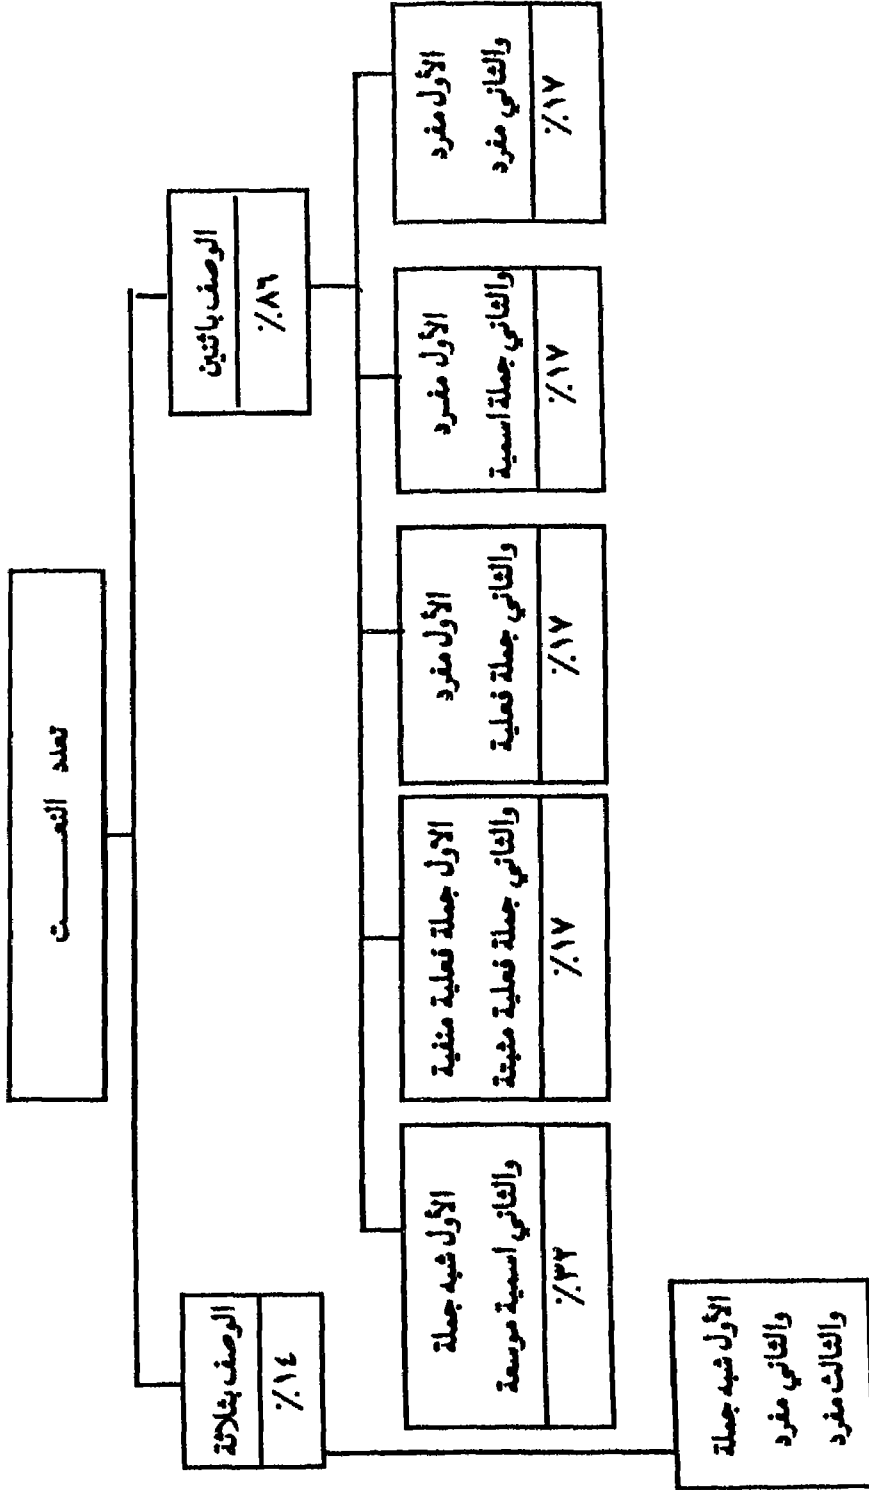 تعدد النعـــــــت
الوصف باثنين
٨٦٪
الوصف بثلاثة
١٤٪
الأول مفرد
والثاني مفرد
١٧٪
الأول مفرد
والثاني جملة اسمية
١٧٪
الأول مفرد
والثاني جملة فعلية
١٧٪
الأول جملة فعلية منفية
والثاني جملة فعلية مثبتة
١٧٪
الأول شبه جملة
والثاني اسمية موسعة
٣٢٪
الأول شبه جملة
والثاني مفرد
والثالث مفرد